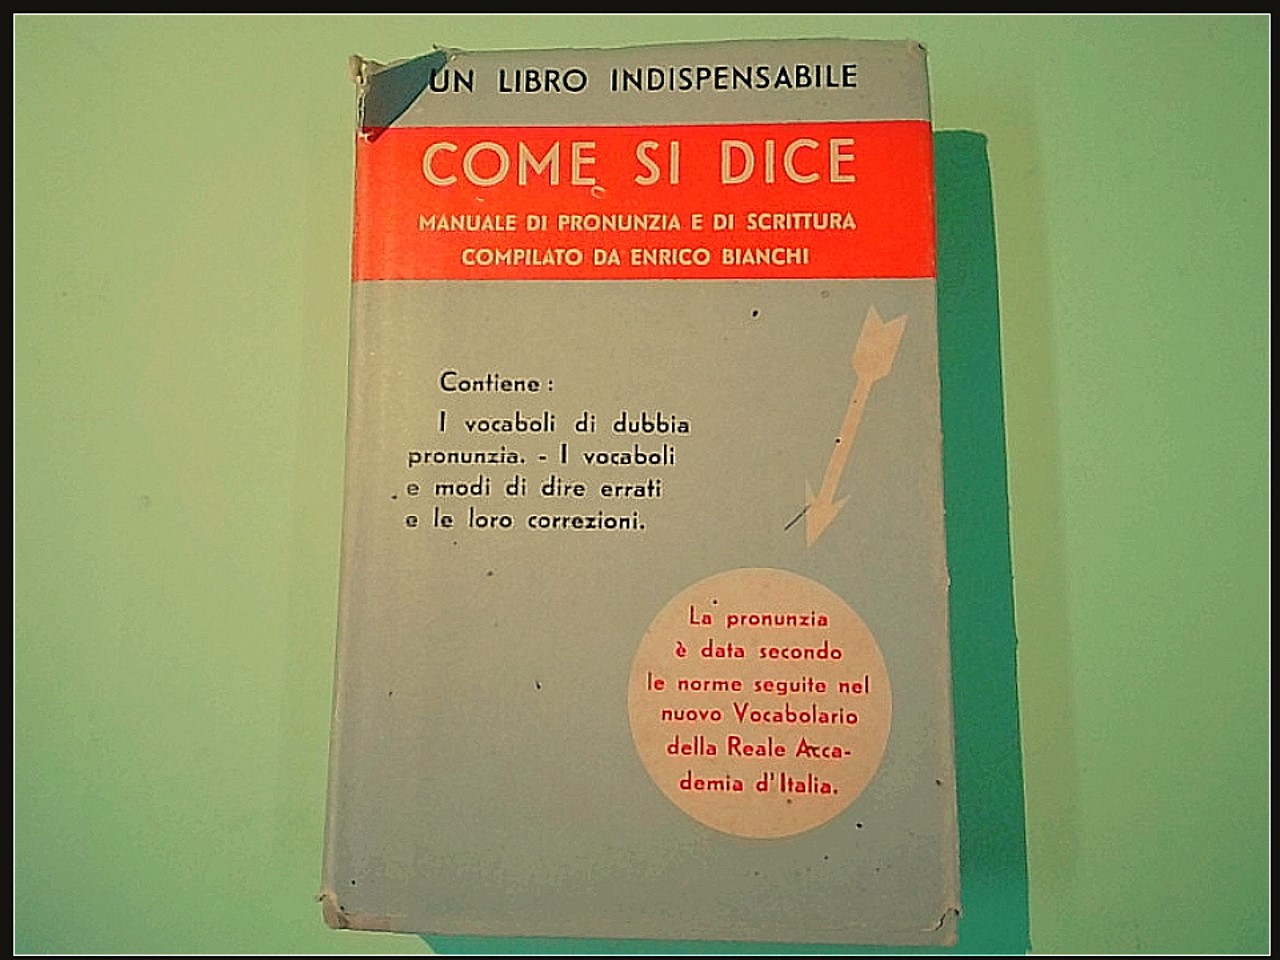 UN LIBRO INDISPENSABILE
COME SI DICE
MANUALE DI PRONUNZIA E DI SCRITTURA
COMPILATO DA ENRICO BIANCHI
Contiene :
I vocaboli di dubbia
pronunzia. - I vocaboli
e modi di dire errati
e le loro correzioni.
La pronunzia
è data secondo
le norme seguite nel
nuovo Vocabolario
della Reale Acca-
demia d'Italia.